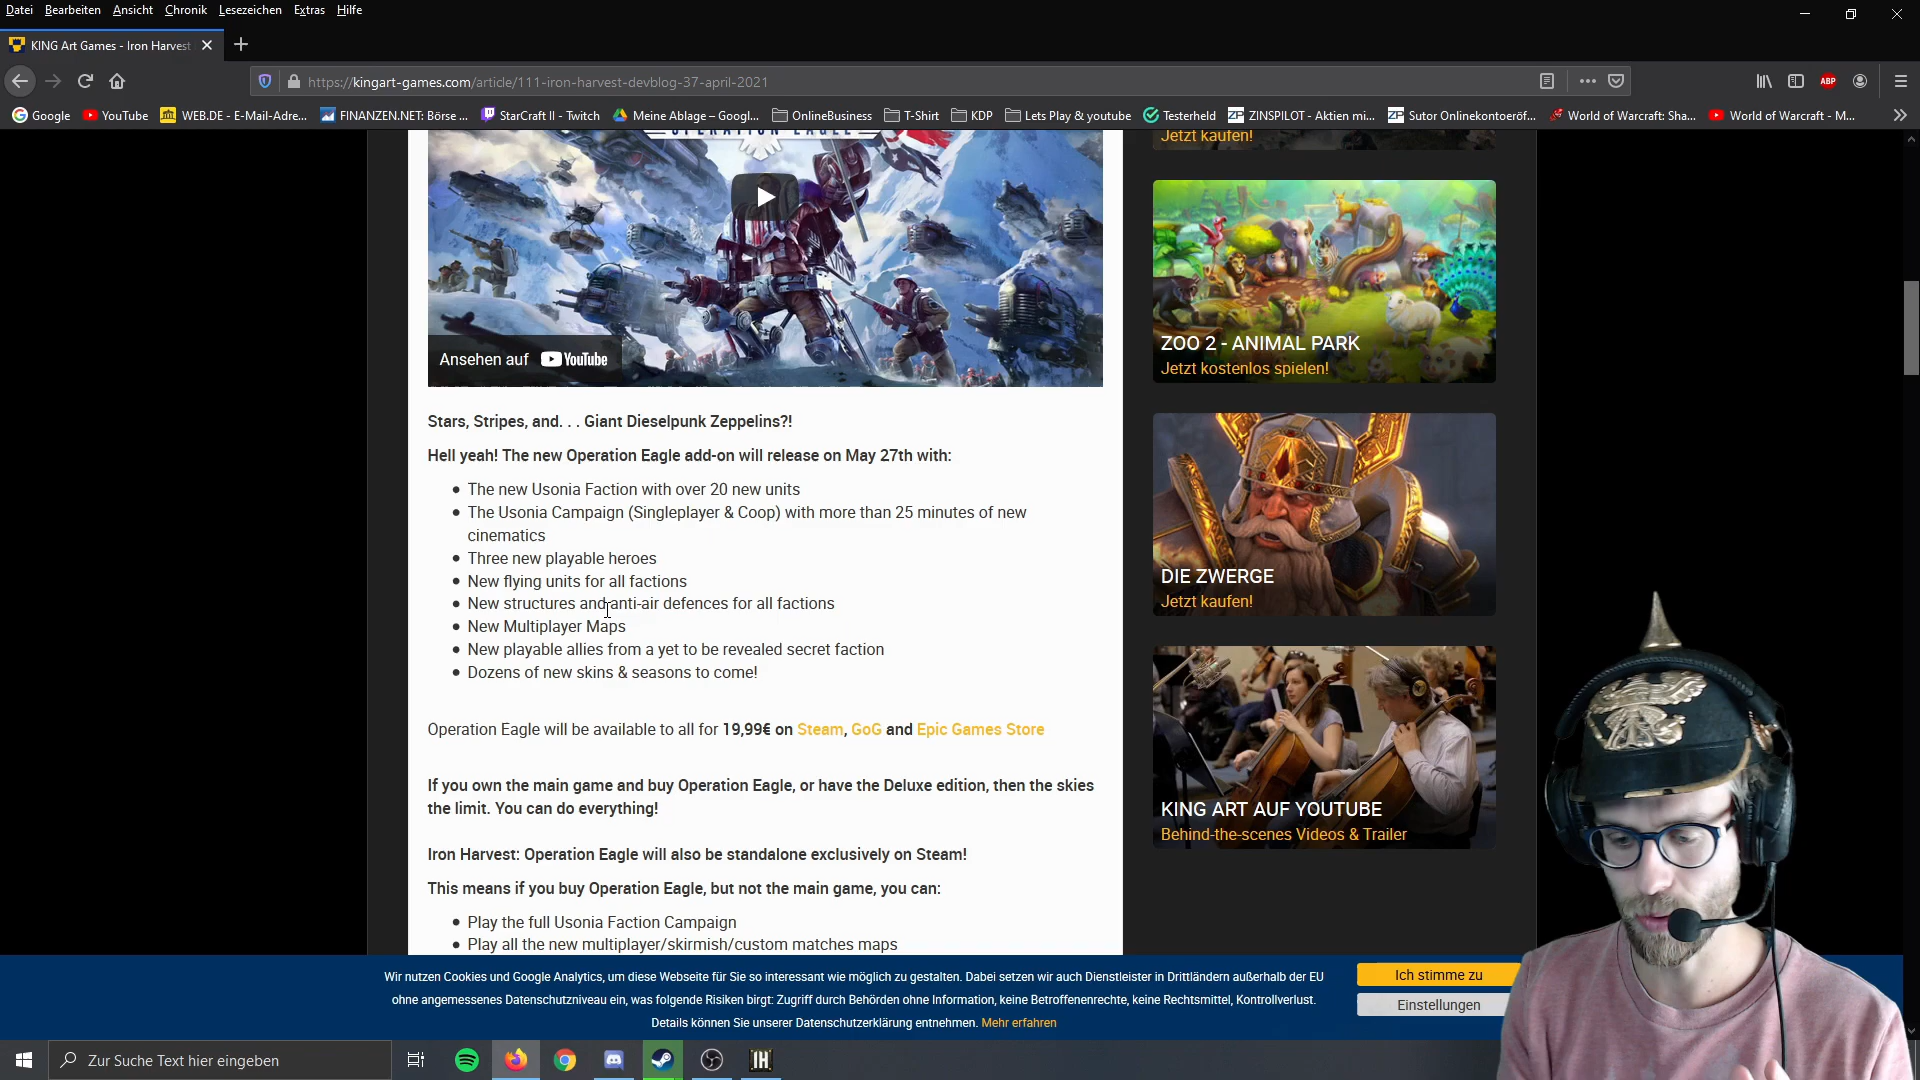 Datei Bearbeiten Ansicht Chronik Lesezeichen Extras Hilfe
KING Art Games - Iron Harvest
https://kingart-games.com/article/111-iron-harvest-devblog-37-april-2021
ABP
Google YouTube WEB.DE - E-Mail-Adre... FINANZEN.NET: Börse ... StarCraft II - Twitch Meine Ablage – Googl... OnlineBusiness T-Shirt KDP Lets Play & youtube Testerheld ZP ZINSPILOT - Aktien mi... ZP Sutor Onlinekontoeröf... World of Warcraft: Sha... World of Warcraft - M...
OPERATION EAGLE
Jetzt kaufen!
Ansehen auf YouTube
ZOO 2 - ANIMAL PARK
Jetzt kostenlos spielen!
Stars, Stripes, and. . . Giant Dieselpunk Zeppelins?!
Hell yeah! The new Operation Eagle add-on will release on May 27th with:
The new Usonia Faction with over 20 new units
The Usonia Campaign (Singleplayer & Coop) with more than 25 minutes of new
cinematics
Three new playable heroes
New flying units for all factions
New structures and anti-air defences for all factions
New Multiplayer Maps
New playable allies from a yet to be revealed secret faction
Dozens of new skins & seasons to come!
DIE ZWERGE
Jetzt kaufen!
Operation Eagle will be available to all for 19,99€ on Steam, GoG and Epic Games Store
If you own the main game and buy Operation Eagle, or have the Deluxe edition, then the skies
the limit. You can do everything!
KING ART AUF YOUTUBE
Behind-the-scenes Videos & Trailer
Iron Harvest: Operation Eagle will also be standalone exclusively on Steam!
This means if you buy Operation Eagle, but not the main game, you can:
Play the full Usonia Faction Campaign
Play all the new multiplayer/skirmish/custom matches maps
Wir nutzen Cookies und Google Analytics, um diese Webseite für Sie so interessant wie möglich zu gestalten. Dabei setzen wir auch Dienstleister in Drittländern außerhalb der EU
ohne angemessenes Datenschutzniveau ein, was folgende Risiken birgt: Zugriff durch Behörden ohne Information, keine Betroffenenrechte, keine Rechtsmittel, Kontrollverlust.
Details können Sie unserer Datenschutzerklärung entnehmen. Mehr erfahren
Ich stimme zu
Einstellungen
Zur Suche Text hier eingeben
IH